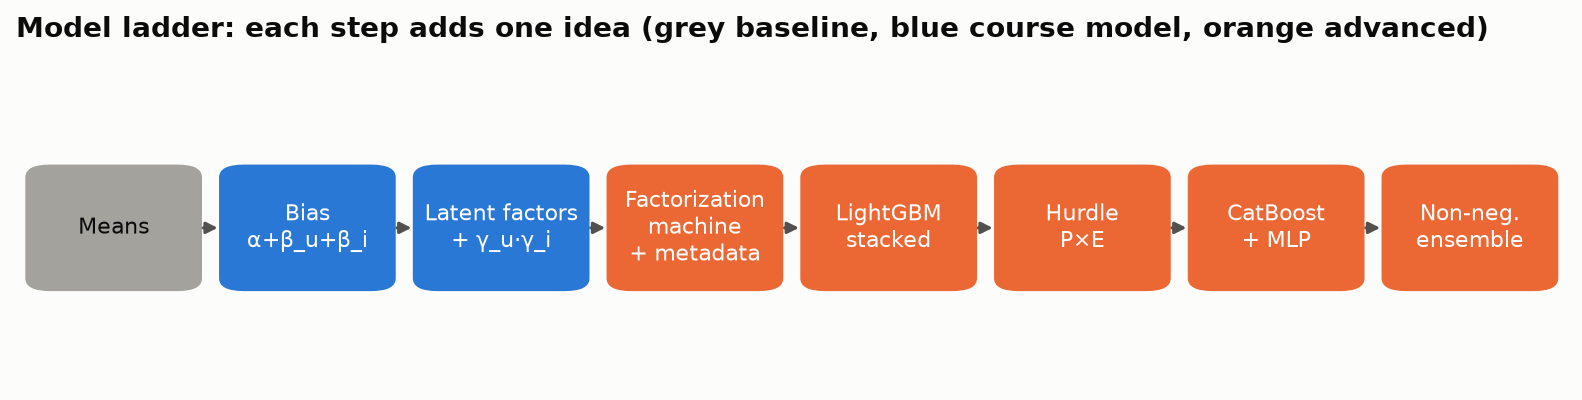 Model ladder: each step adds one idea (grey baseline, blue course model, orange advanced)
Means
Bias
α+β_u+β_i
Latent factors
+ γ_u·γ_i
Factorization
machine
+ metadata
LightGBM
stacked
Hurdle
P×E
CatBoost
+ MLP
Non-neg.
ensemble